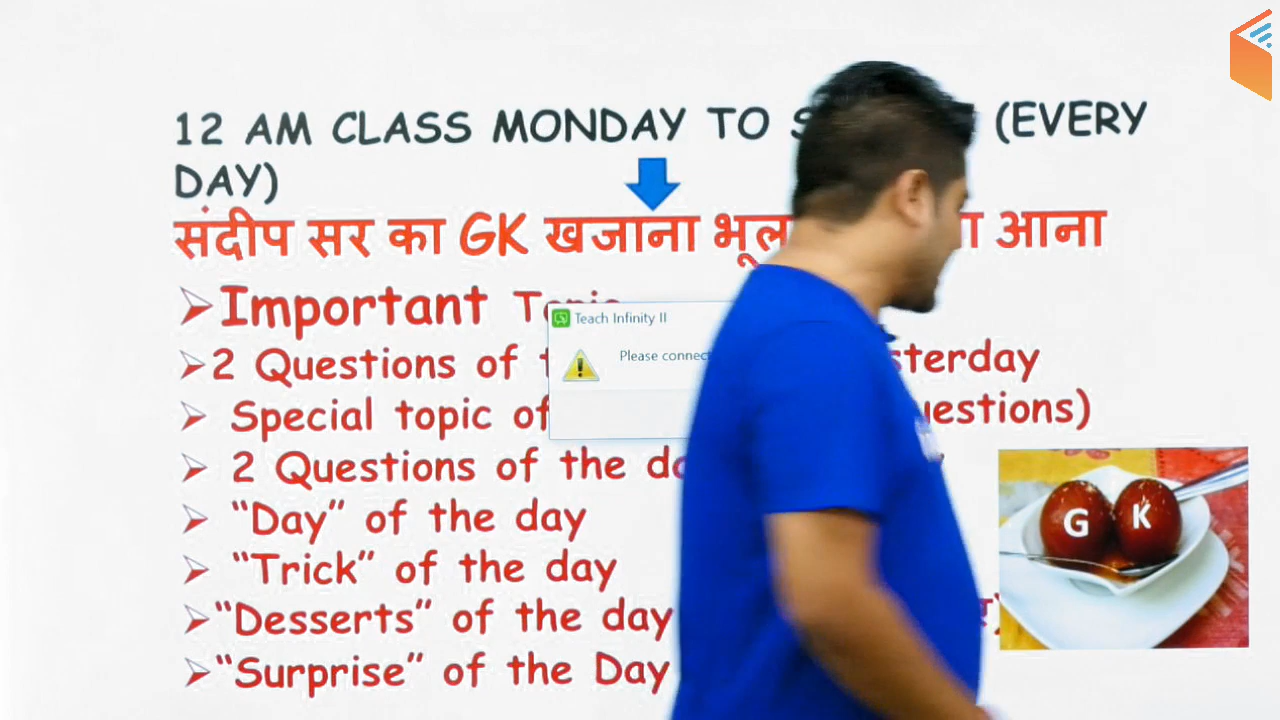 12 AM CLASS MONDAY TO (EVERY
DAY)
संदीप सर का GK खजाना आना
Important
Teach Infinity II
Please connect
2 Questions of
Special topic of
2 Questions of the
"Day" of the day
"Trick" of the day
"Desserts" of the day
"Surprise" of the Day
G K